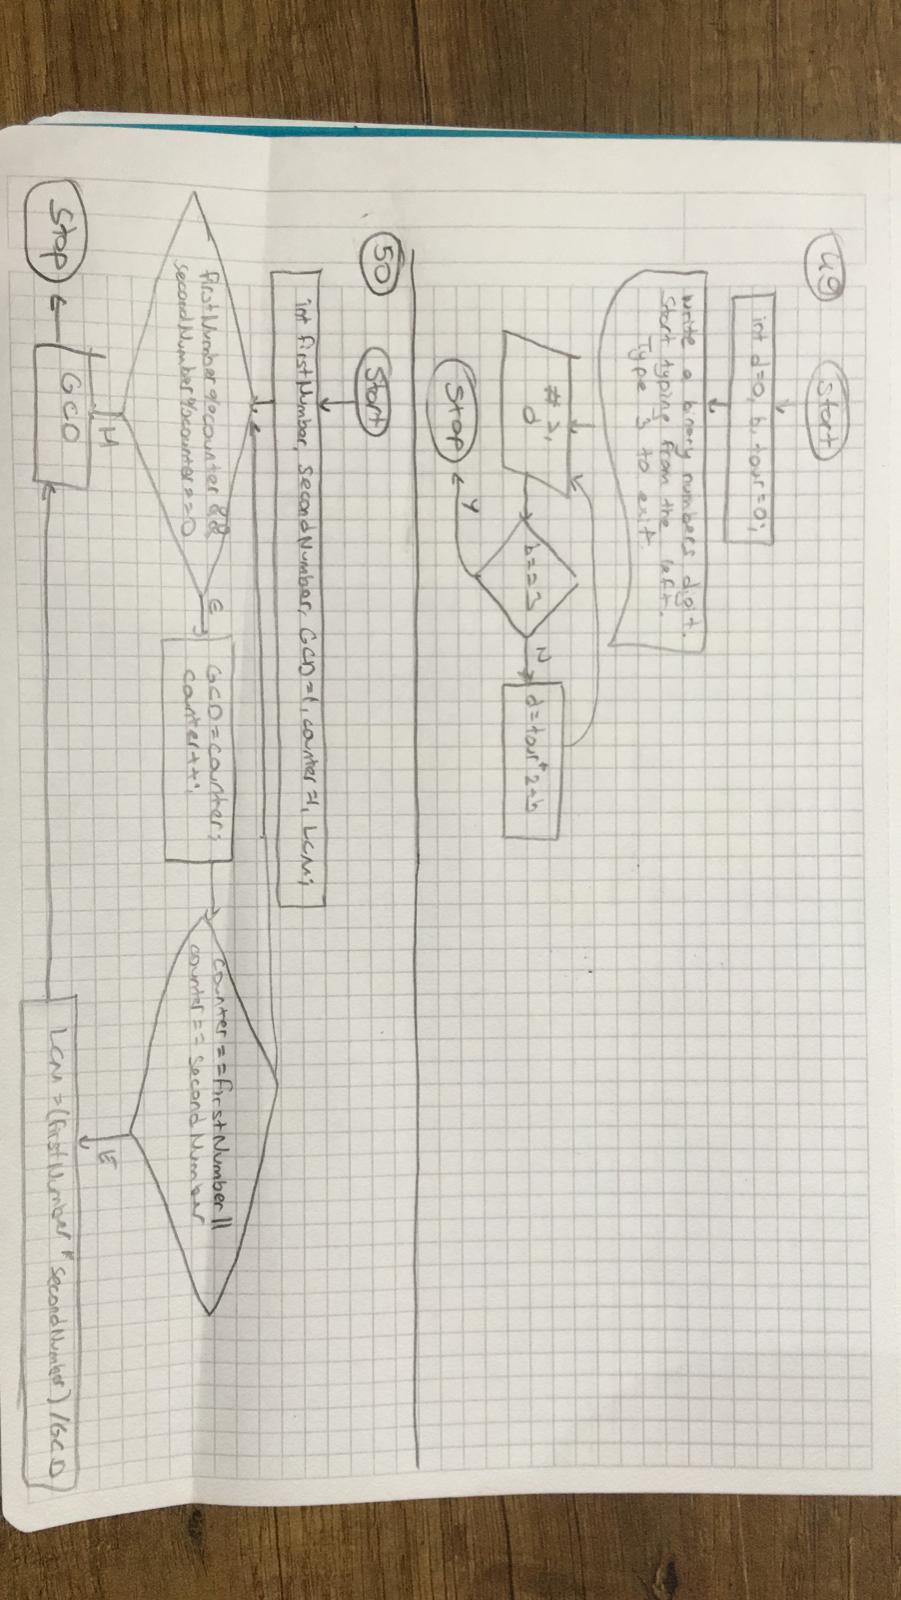 49
Start
int d=0, b, tour=0;
Write a binary numbers digit.
Start typing from the left.
Type 3 to exit.
d
b==3
Y
N
d=tour*2+b
Stop
50
Start
int firstNumber, secondNumber, GCD=1, counter=1, LCM;
firstNumber%counter &&
secondNumber%counter==0
E
GCD=counter;
counter++;
counter==firstNumber||
counter==secondNumber
H
E
GCD
Stop
LCM=(firstNumber*secondNumber)/GCD